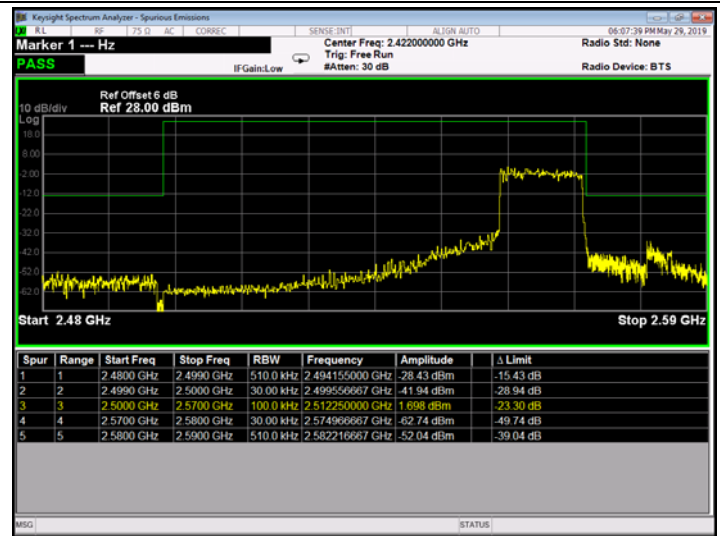 Keysight Spectrum Analyzer - Spurious Emissions
RL RF 75 Ω AC CORREC SENSE:INT ALIGN AUTO 06:07:39 PM May 29, 2019
Marker 1 --- Hz Center Freq: 2.422000000 GHz Radio Std: None
Trig: Free Run
PASS IFGain:Low #Atten: 30 dB Radio Device: BTS
Ref Offset 6 dB
10 dB/div Ref 28.00 dBm
Log
18.0
8.00
-2.00
-12.0
-22.0
-32.0
-42.0
-52.0
-62.0
Start 2.48 GHz Stop 2.59 GHz
Spur Range Start Freq Stop Freq RBW Frequency Amplitude Δ Limit
1 1 2.4800 GHz 2.4990 GHz 510.0 kHz 2.494155000 GHz -28.43 dBm -15.43 dB
2 2 2.4990 GHz 2.5000 GHz 30.00 kHz 2.499556667 GHz -41.94 dBm -28.94 dB
3 3 2.5000 GHz 2.5700 GHz 100.0 kHz 2.512250000 GHz 1.698 dBm -23.30 dB
4 4 2.5700 GHz 2.5800 GHz 30.00 kHz 2.574966667 GHz -62.74 dBm -49.74 dB
5 5 2.5800 GHz 2.5900 GHz 510.0 kHz 2.582216667 GHz -52.04 dBm -39.04 dB
MSG STATUS